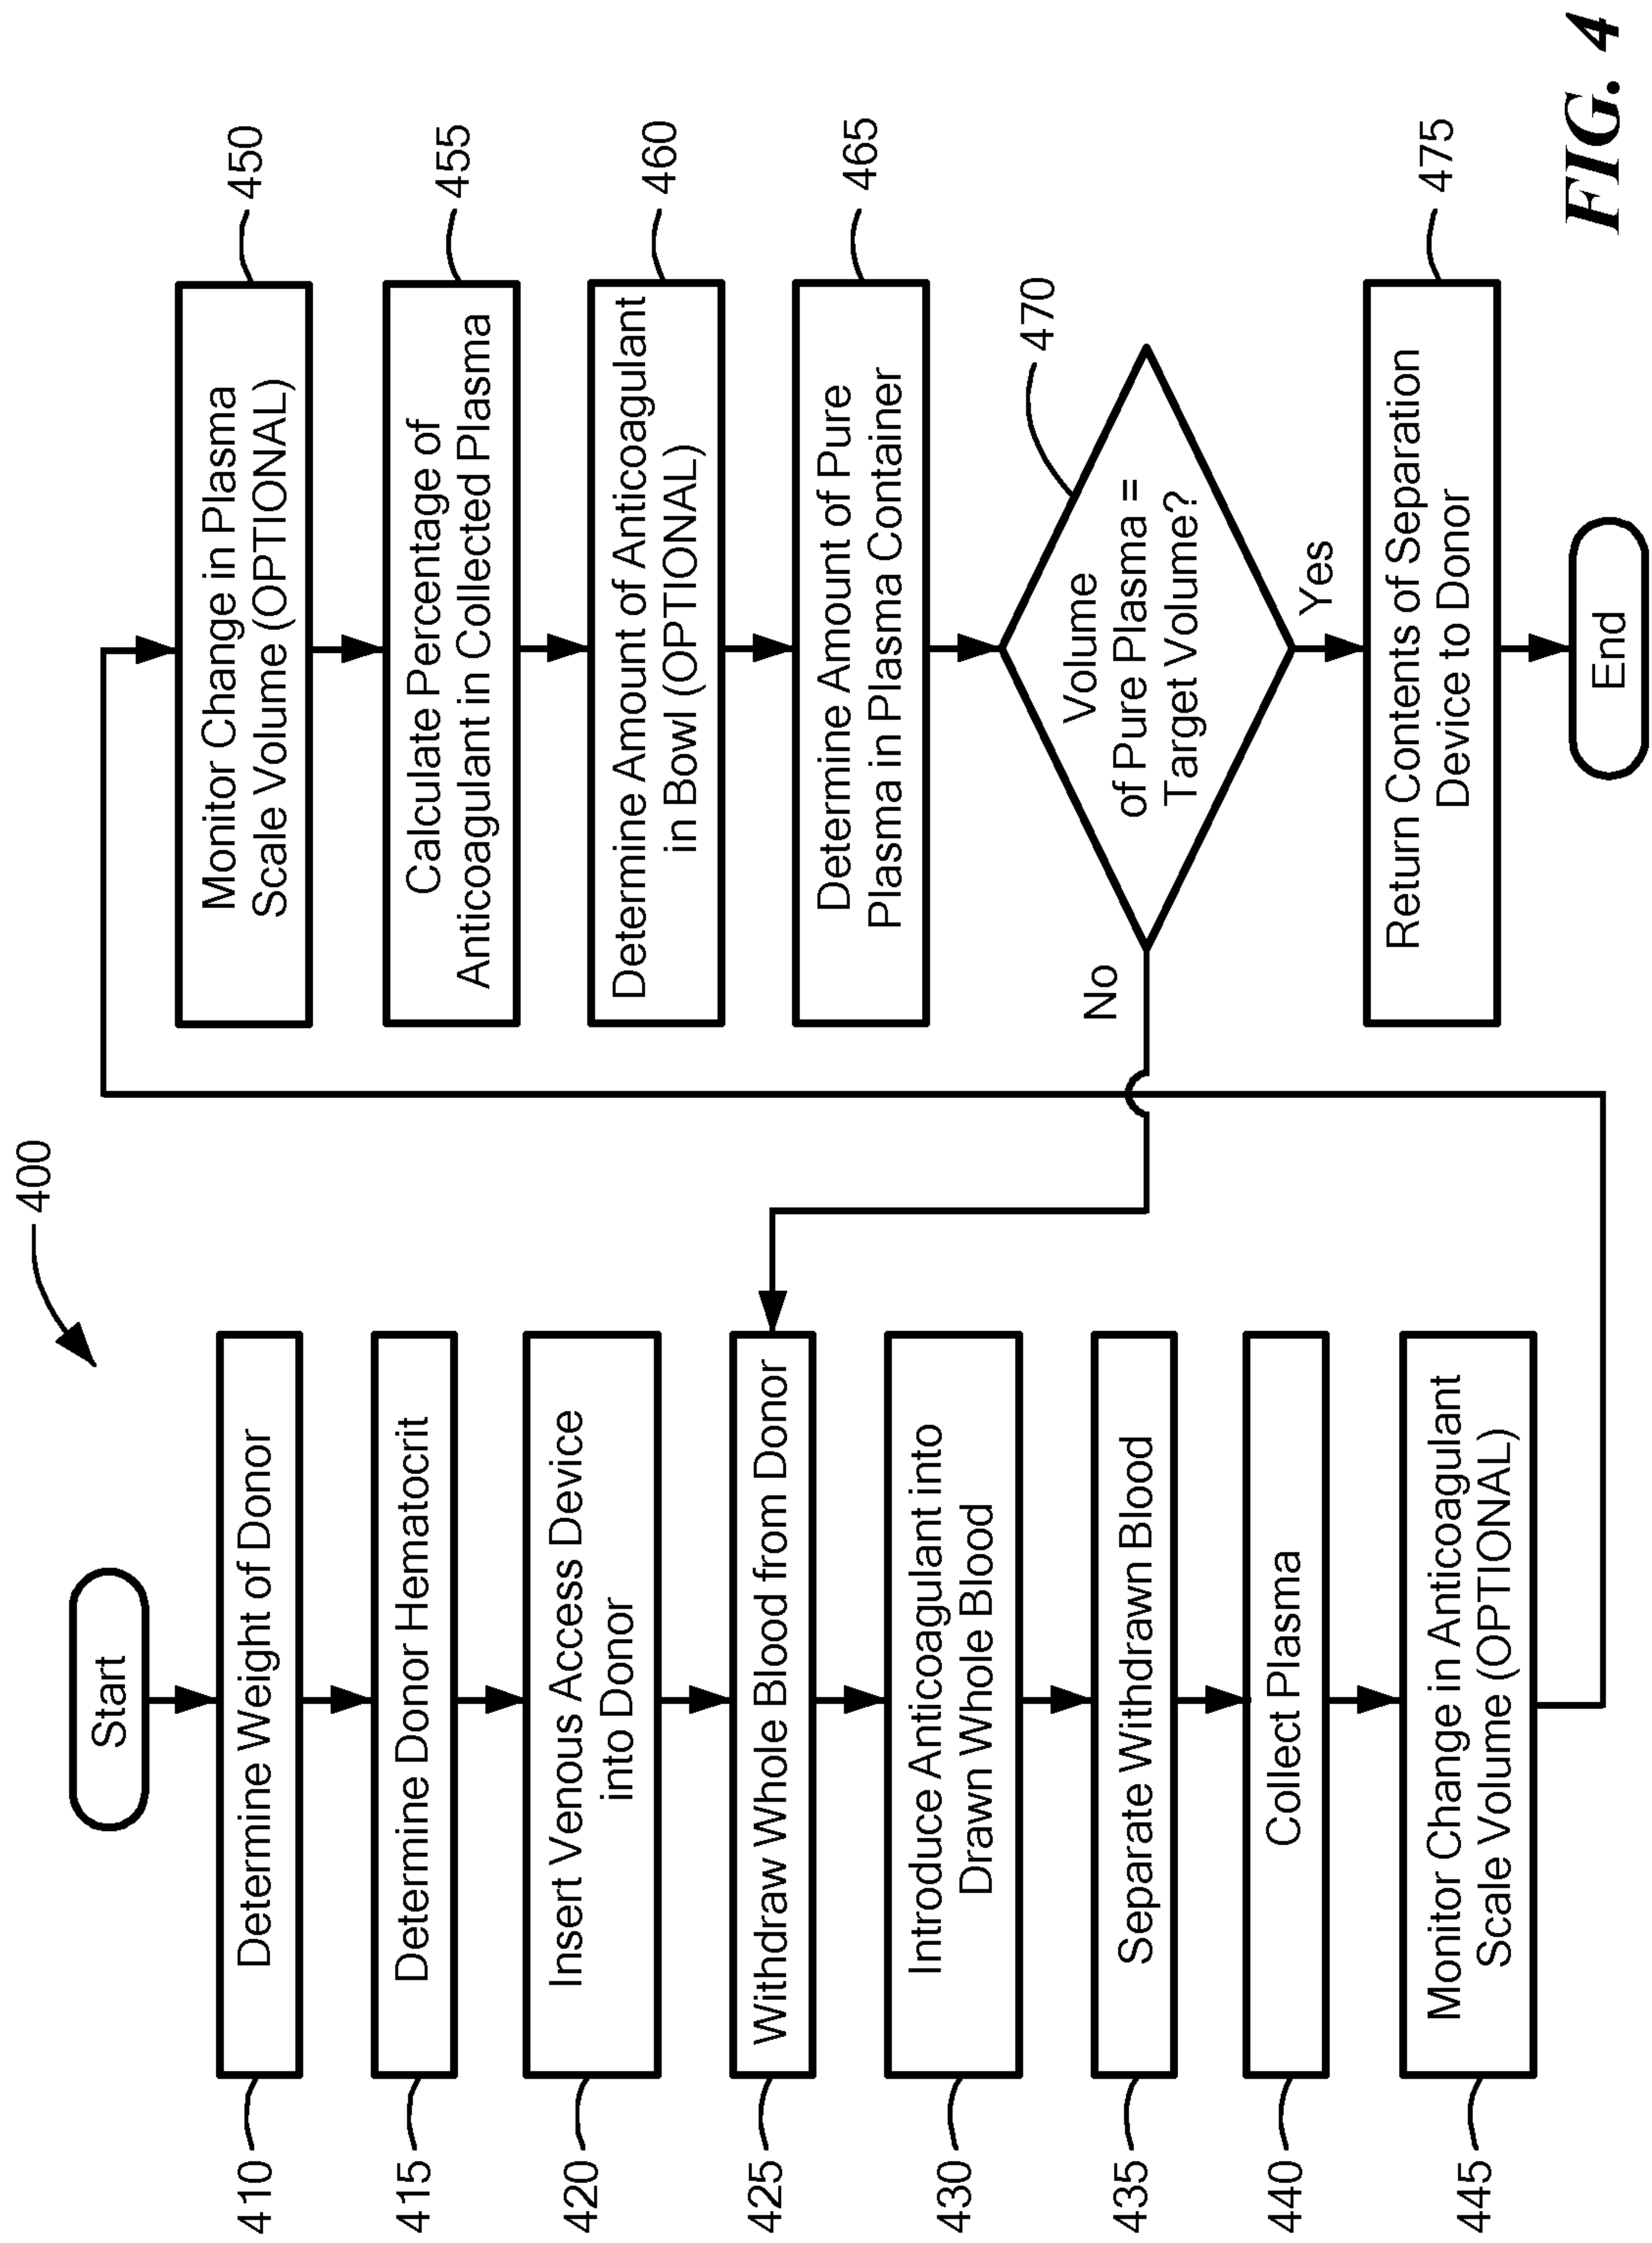 400
Start
Determine Weight of Donor
410
Determine Donor Hematocrit
415
Insert Venous Access Device
into Donor
420
Withdraw Whole Blood from Donor
425
Introduce Anticoagulant into
Drawn Whole Blood
430
Separate Withdrawn Blood
435
Collect Plasma
440
Monitor Change in Anticoagulant
Scale Volume (OPTIONAL)
445
Monitor Change in Plasma
Scale Volume (OPTIONAL)
450
Calculate Percentage of
Anticoagulant in Collected Plasma
455
Determine Amount of Anticoagulant
in Bowl (OPTIONAL)
460
Determine Amount of Pure
Plasma in Plasma Container
465
Volume
of Pure Plasma =
Target Volume?
470
No
Yes
Return Contents of Separation
Device to Donor
475
End
FIG. 4